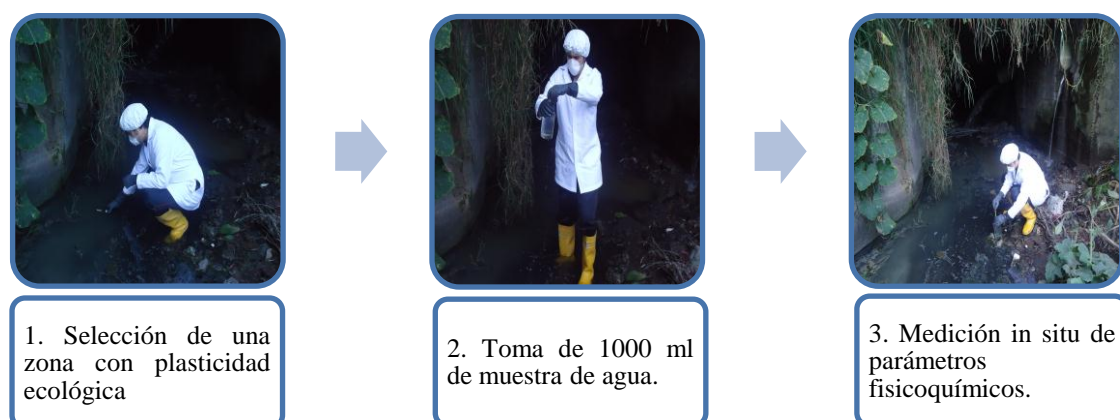 1. Selección de una
zona con plasticidad
ecológica
2. Toma de 1000 ml
de muestra de agua.
3. Medición in situ de
parámetros
fisicoquímicos.